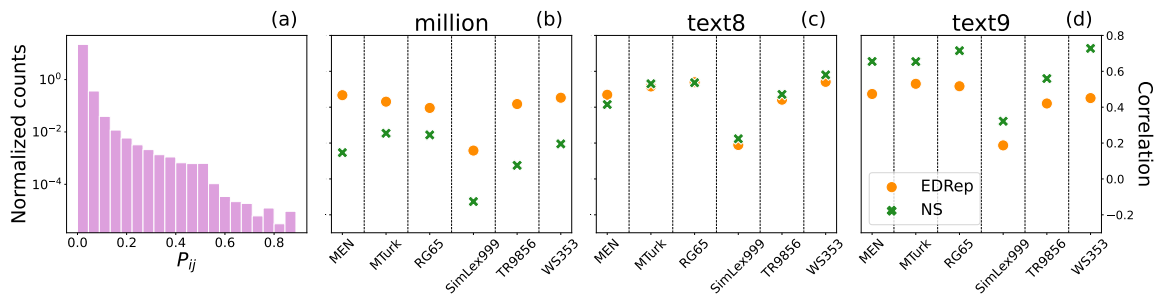 (a)
Normalized counts
10^0
10^-2
10^-4
0.0 0.2 0.4 0.6 0.8
P_ij
million
(b)
MEN MTurk RG65 SimLex999 TR9856 WS353
text8
(c)
MEN MTurk RG65 SimLex999 TR9856 WS353
text9
(d)
0.8
0.6
0.4
0.2
0.0
−0.2
Correlation
EDRep
NS
MEN MTurk RG65 SimLex999 TR9856 WS353